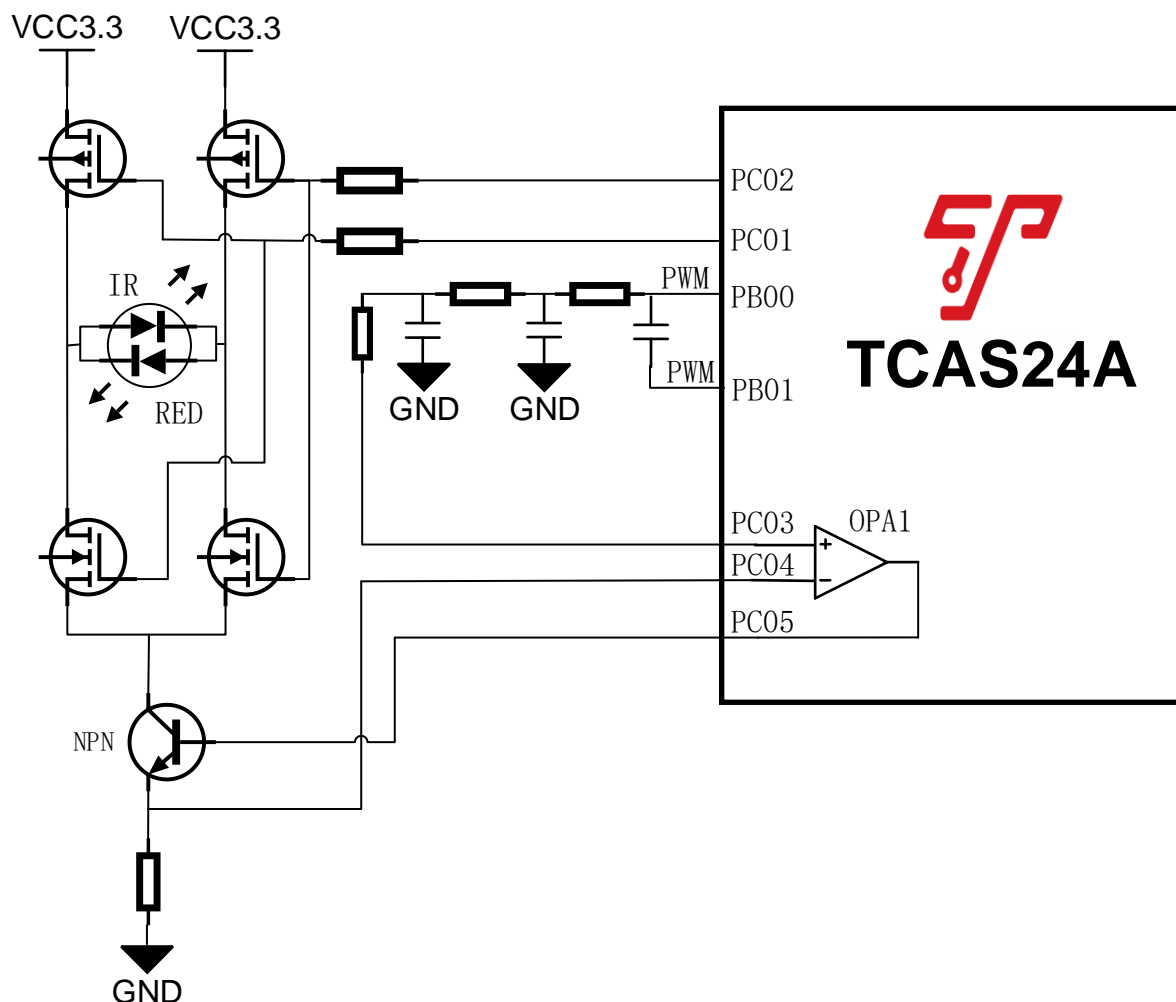 VCC3.3 VCC3.3
PC02
PC01
IR
PWM
PB00
TCAS24A
PWM
PB01
RED
GND GND
PC03
OPA1
+
PC04
−
PC05
NPN
GND